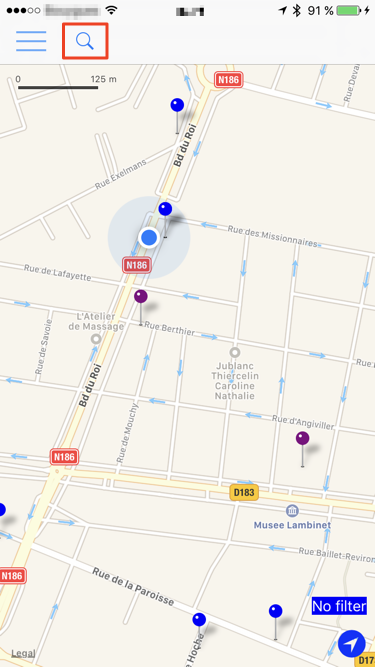 91 %
0
125 m
N186
Rue Devau
Bd du Roi
Rue Exelmans
Rue des Missionnaires
N186
Rue de Lafayette
L'Atelier
de Massage
Rue Berthier
Rue de Savoie
Jublanc
Thiercelin
Caroline
Nathalie
Bd du Roi
Rue de Mouchy
Rue d'Angiviller
N186
D183
Musee Lambinet
Rue Baillet-Reviron
N186
Rue de la Paroisse
No filter
Hoche
Legal
D17